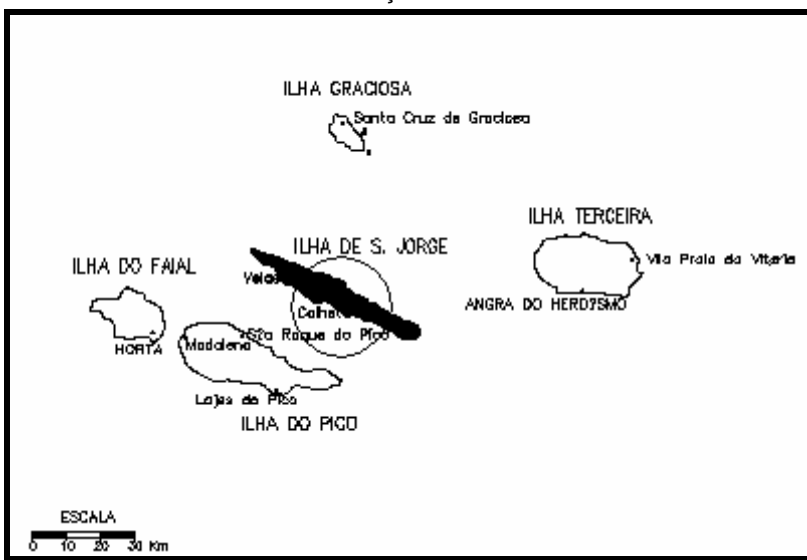 ILHA GRACIOSA
Santa Cruz da Graciosa
ILHA TERCEIRA
ILHA DE S. JORGE
Vila Praia da Vitória
ILHA DO FAIAL
Velas
ANGRA DO HEROÍSMO
Calheta
São Roque do Pico
Madalena
HORTA
Lajes do Pico
ILHA DO PICO
ESCALA
0 10 20 30 Km